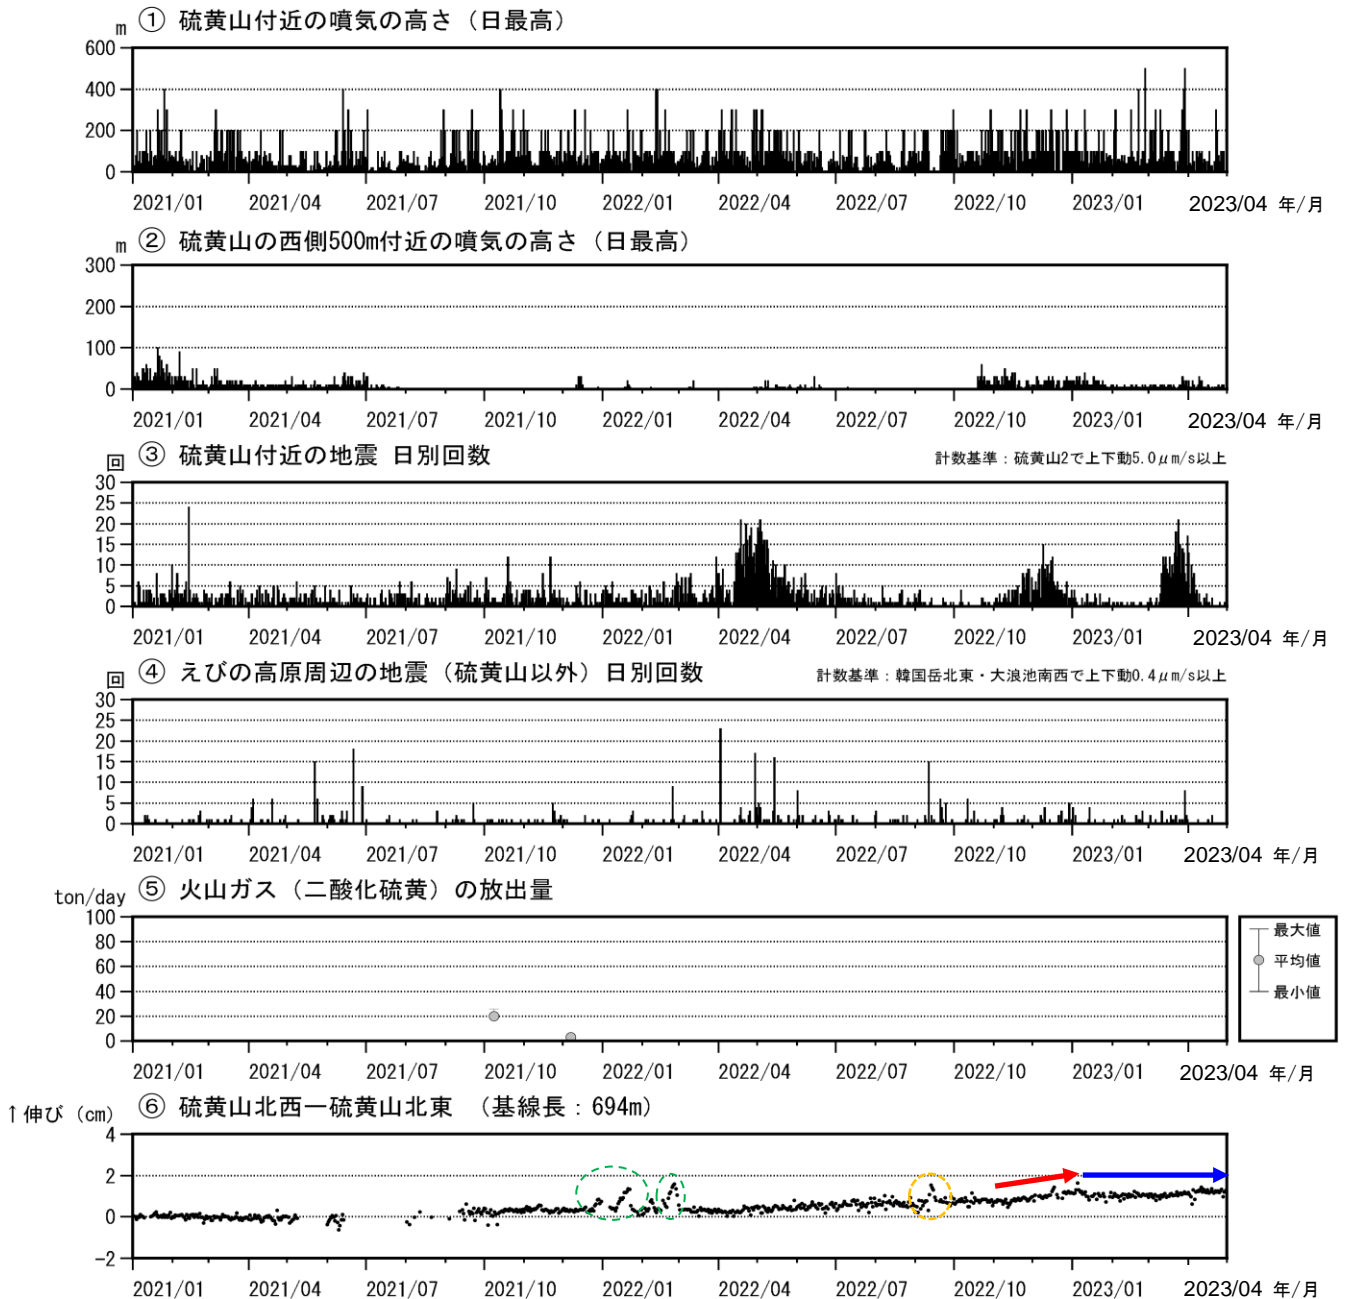 ① 硫黄山付近の噴気の高さ（日最高）
m
600
400
200
0
2021/01 2021/04 2021/07 2021/10 2022/01 2022/04 2022/07 2022/10 2023/01 2023/04 年/月
② 硫黄山の西側500m付近の噴気の高さ（日最高）
m
300
200
100
0
2021/01 2021/04 2021/07 2021/10 2022/01 2022/04 2022/07 2022/10 2023/01 2023/04 年/月
③ 硫黄山付近の地震 日別回数
計数基準：硫黄山2で上下動5.0μm/s以上
回
30
25
20
15
10
5
0
2021/01 2021/04 2021/07 2021/10 2022/01 2022/04 2022/07 2022/10 2023/01 2023/04 年/月
④ えびの高原周辺の地震（硫黄山以外）日別回数
計数基準：韓国岳北東・大浪池南西で上下動0.4μm/s以上
回
30
25
20
15
10
5
0
2021/01 2021/04 2021/07 2021/10 2022/01 2022/04 2022/07 2022/10 2023/01 2023/04 年/月
⑤ 火山ガス（二酸化硫黄）の放出量
ton/day
100
80
60
40
20
0
最大値
平均値
最小値
2021/01 2021/04 2021/07 2021/10 2022/01 2022/04 2022/07 2022/10 2023/01 2023/04 年/月
⑥ 硫黄山北西－硫黄山北東 （基線長：694m）
↑伸び（cm）
4
2
0
-2
2021/01 2021/04 2021/07 2021/10 2022/01 2022/04 2022/07 2022/10 2023/01 2023/04 年/月